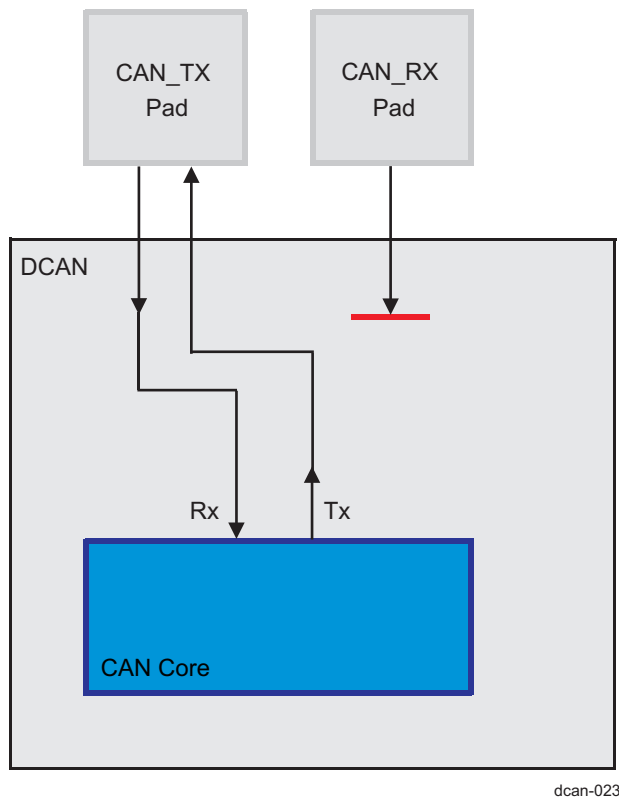 CAN_TX
Pad
CAN_RX
Pad
DCAN
Rx
Tx
CAN Core
dcan-023